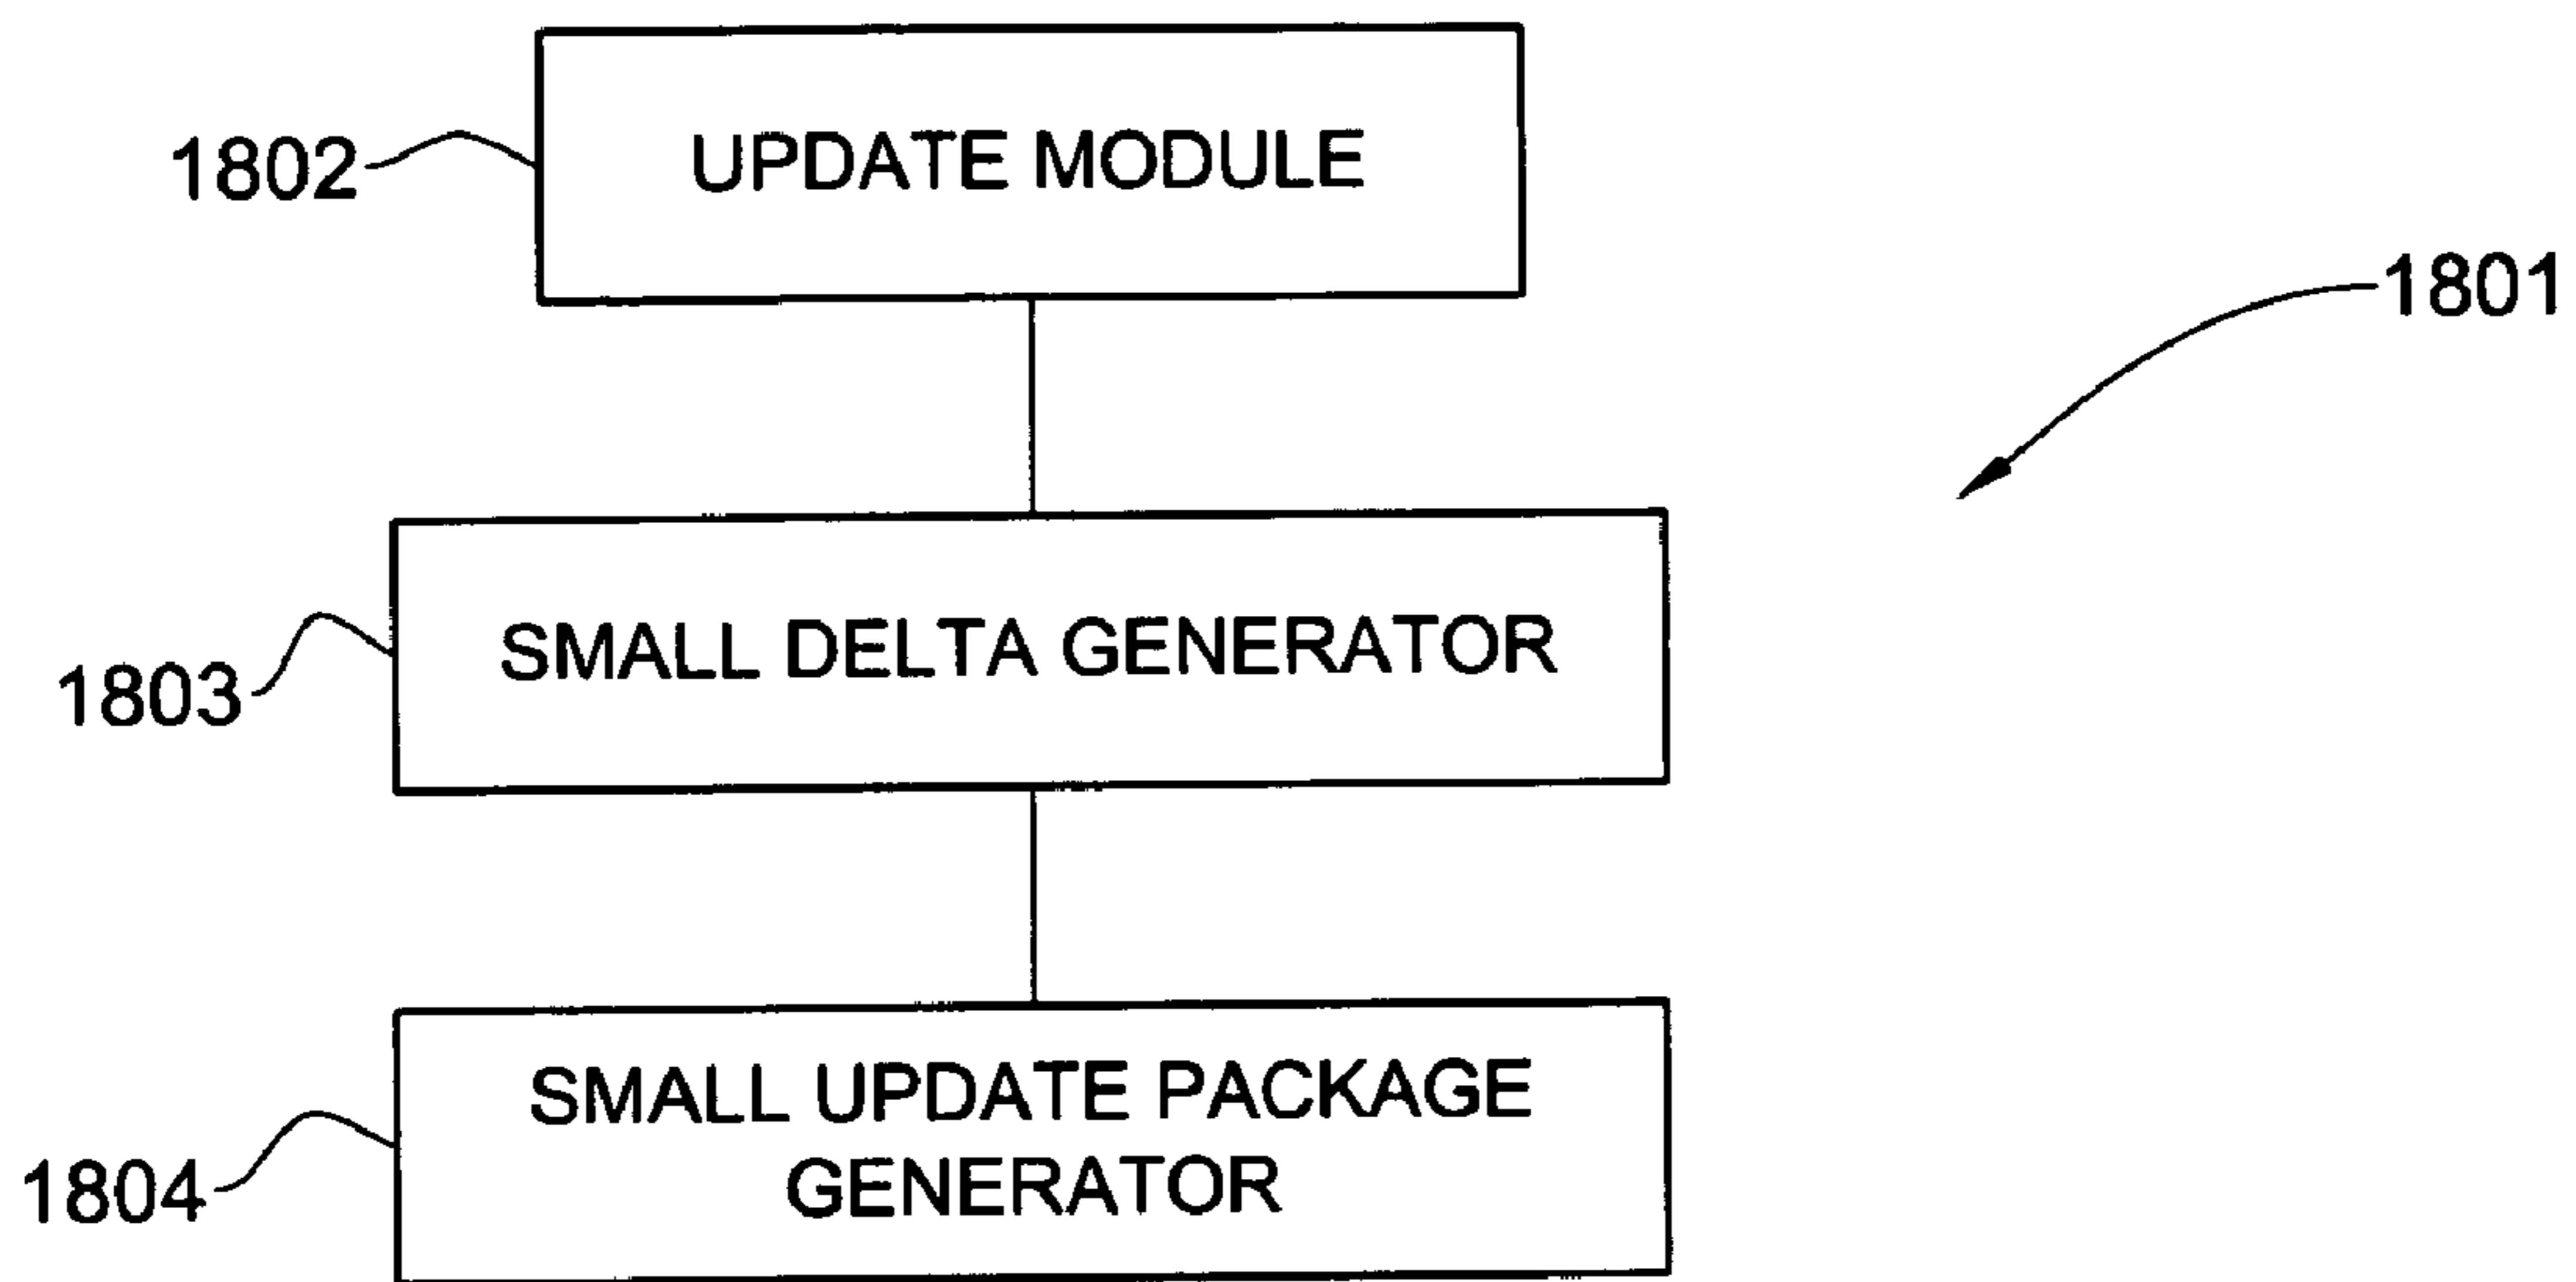 1802
UPDATE MODULE
1801
1803
SMALL DELTA GENERATOR
1804
SMALL UPDATE PACKAGE
GENERATOR